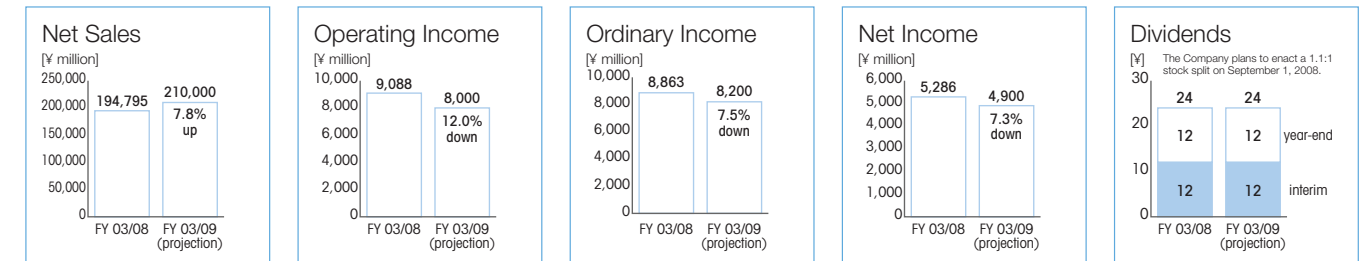 Net Sales
[¥ million]
250,000
200,000
150,000
100,000
50,000
0
194,795
210,000
7.8%
up
FY 03/08
FY 03/09
(projection)
Operating Income
[¥ million]
10,000
8,000
6,000
4,000
2,000
0
9,088
8,000
12.0%
down
FY 03/08
FY 03/09
(projection)
Ordinary Income
[¥ million]
10,000
8,000
6,000
4,000
2,000
0
8,863
8,200
7.5%
down
FY 03/08
FY 03/09
(projection)
Net Income
[¥ million]
6,000
5,000
4,000
3,000
2,000
1,000
0
5,286
4,900
7.3%
down
FY 03/08
FY 03/09
(projection)
Dividends
[¥]
The Company plans to enact a 1.1:1
stock split on September 1, 2008.
30
20
10
0
24
24
12
12
year-end
12
12
interim
FY 03/08
FY 03/09
(projection)